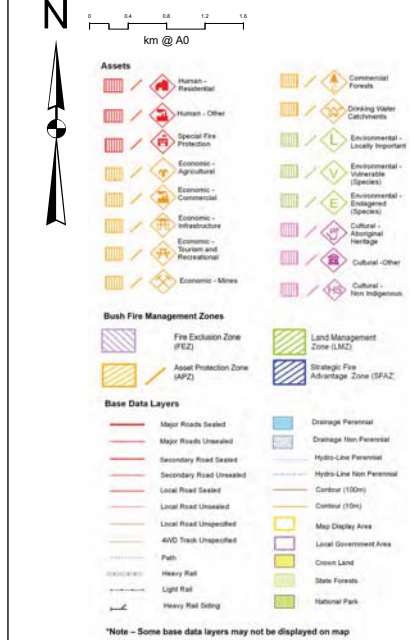 N
0 0.4 0.8 1.2 1.6
km @ A0
Assets
Human -
Residential
Human - Other
Special Fire
Protection
Economic -
Agricultural
Economic -
Commercial
Economic -
Infrastructure
Economic -
Tourism and
Recreational
Economic - Mines
Commercial
Forests
Drinking Water
Catchments
L
Environmental -
Locally Important
V
Environmental -
Vulnerable
(Species)
E
Environmental -
Endagered
(Species)
Cultural -
Aboriginal
Heritage
Cultural -Other
HS
Cultural -
Non Indigenous
Bush Fire Management Zones
Fire Exclusion Zone
(FEZ)
Asset Protection Zone
(APZ)
Land Management
Zone (LMZ)
Strategic Fire
Advantage Zone (SFAZ)
Base Data Layers
Major Roads Sealed
Major Roads Unsealed
Secondary Road Sealed
Secondary Road Unsealed
Local Road Sealed
Local Road Unsealed
Local Road Unspecified
4WD Track Unspecified
Path
Heavy Rail
Light Rail
Heavy Rail Siding
Drainage Perennial
Drainage Non Perennial
Hydro-Line Perennial
Hydro-Line Non Perennial
Contour (100m)
Contour (10m)
Map Display Area
Local Government Area
Crown Land
State Forests
National Park
*Note – Some base data layers may not be displayed on map